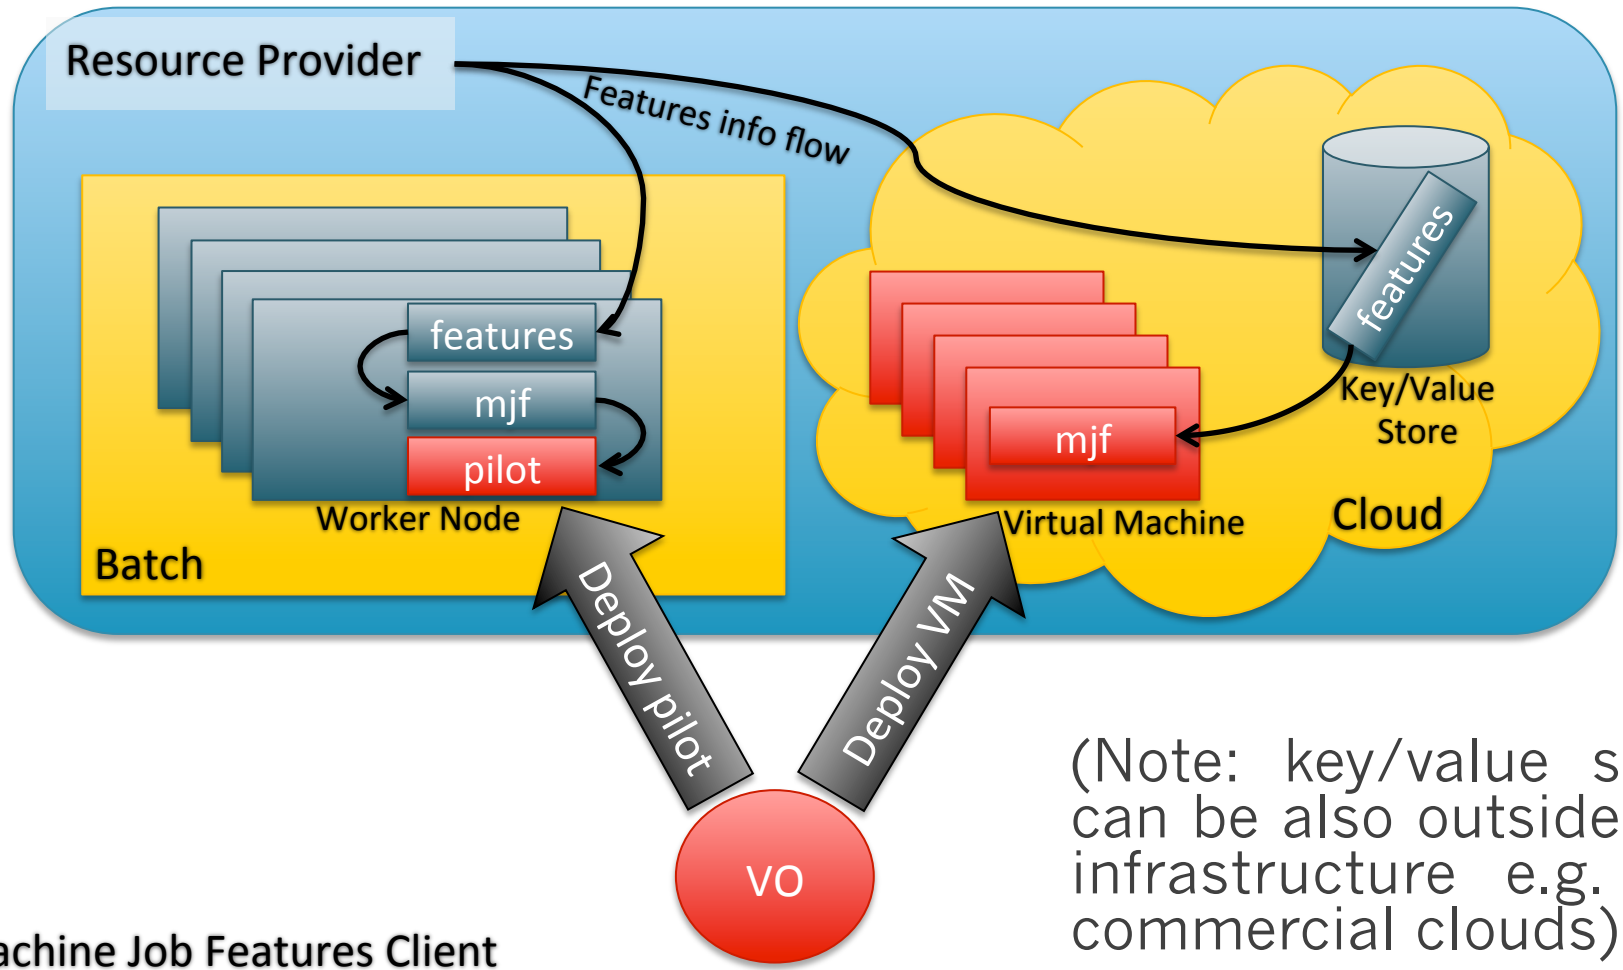 Resource Provider
Features info flow
features
mjf
pilot
Worker Node
Batch
features
Key/Value
Store
mjf
Virtual Machine
Cloud
Deploy pilot
Deploy VM
VO
(Note: key/value
can be also outside
infrastructure e.g.
commercial clouds)
Job Features Client